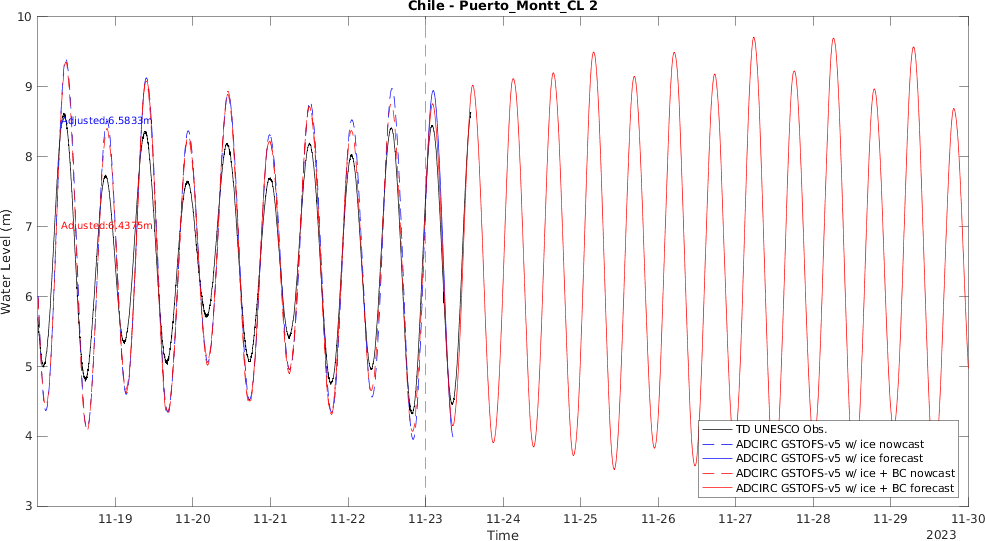 Chile - Puerto_Montt_CL 2
10
9
8
7
6
5
4
3
Water Level (m)
Adjusted:6.5833m
Adjusted:6.4375m
TD UNESCO Obs.
ADCIRC GSTOFS-v5 w/ ice nowcast
ADCIRC GSTOFS-v5 w/ ice forecast
ADCIRC GSTOFS-v5 w/ ice + BC nowcast
ADCIRC GSTOFS-v5 w/ ice + BC forecast
11-19 11-20 11-21 11-22 11-23 11-24 11-25 11-26 11-27 11-28 11-29 11-30
Time
2023